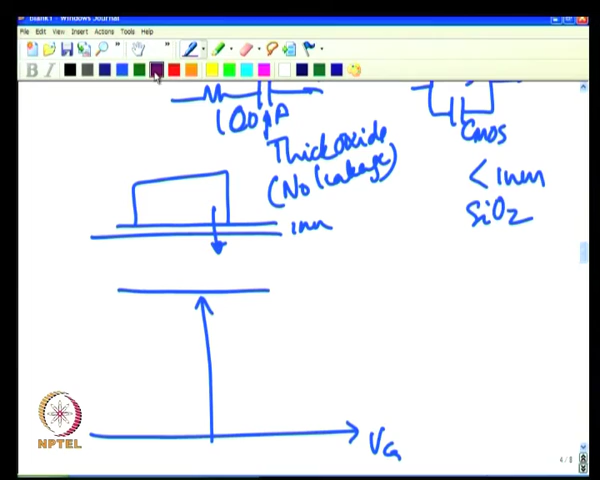 Blank1 - Windows Journal
File Edit View Insert Actions Tools Help
B I
100 pA
Thick oxide
(No leakage)
CMOS
< 1nm
SiO2
1nm
VG
NPTEL
4 / 8